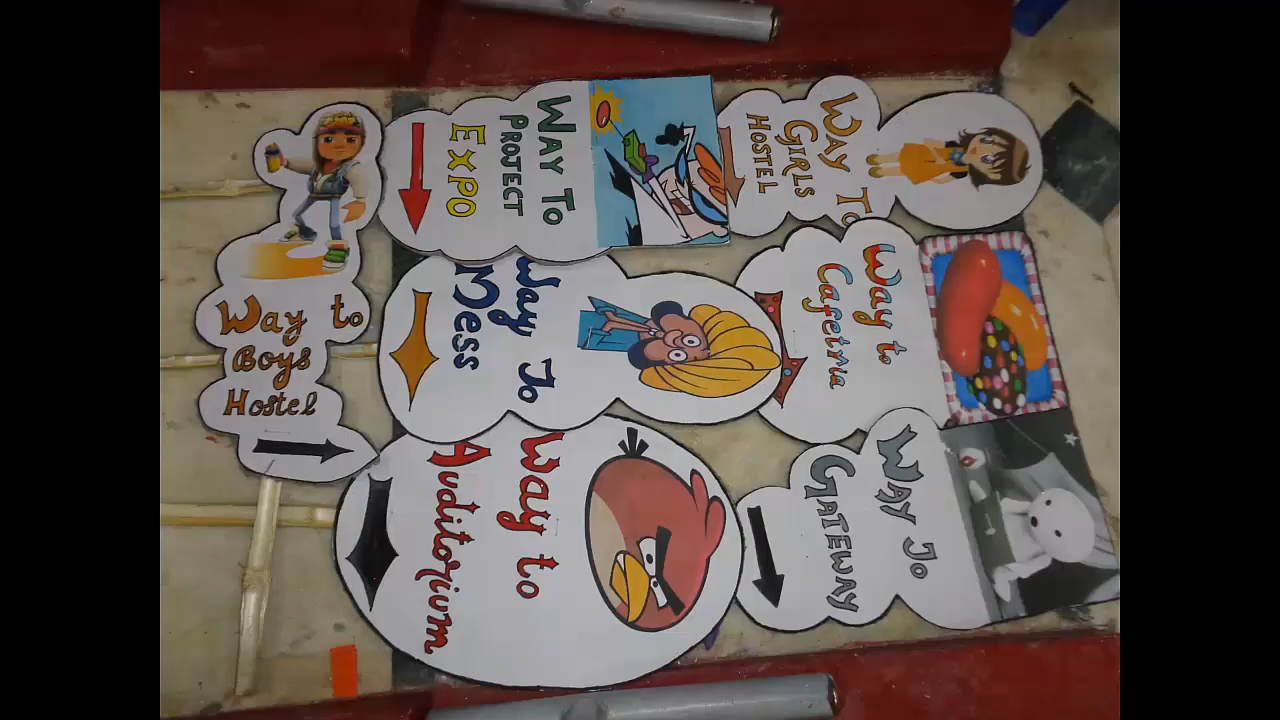 Way to
Boys
Hostel
WAY TO
PROJECT
EXPO
WAY TO
GIRLS
HOSTEL
Way To
Mess
Way to
Cafetria
Way to
Auditorium
WAY To
GATEWAY